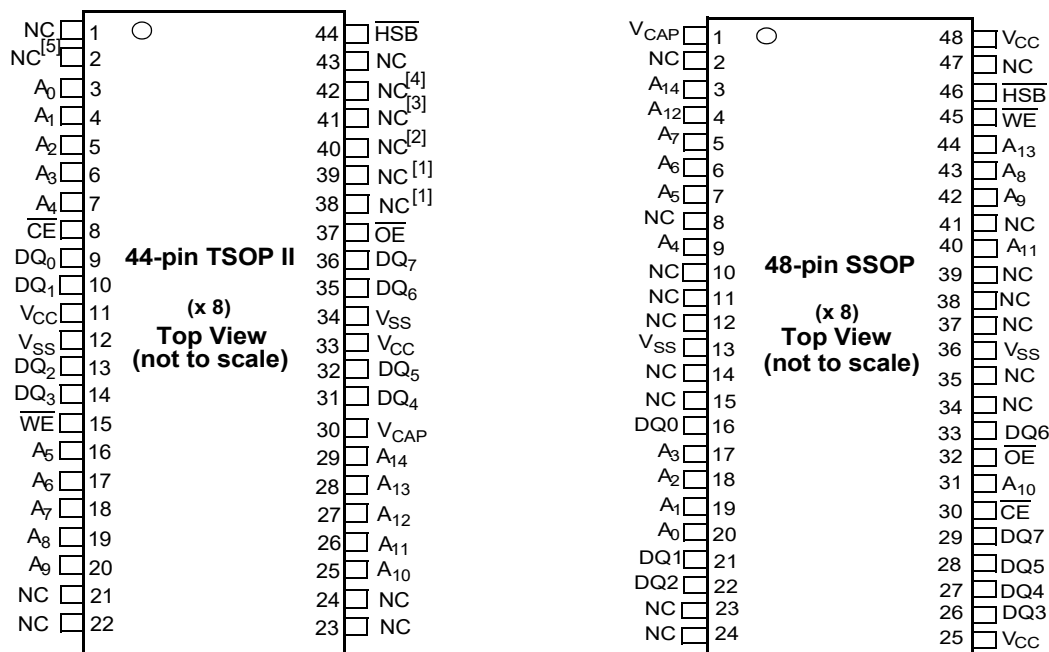 44-pin TSOP II
(x 8)
Top View
(not to scale)
NC 1
NC[5] 2
A0 3
A1 4
A2 5
A3 6
A4 7
CE 8
DQ0 9
DQ1 10
VCC 11
VSS 12
DQ2 13
DQ3 14
WE 15
A5 16
A6 17
A7 18
A8 19
A9 20
NC 21
NC 22
44 HSB
43 NC
42 NC[4]
41 NC[3]
40 NC[2]
39 NC[1]
38 NC[1]
37 OE
36 DQ7
35 DQ6
34 VSS
33 VCC
32 DQ5
31 DQ4
30 VCAP
29 A14
28 A13
27 A12
26 A11
25 A10
24 NC
23 NC
48-pin SSOP
(x 8)
Top View
(not to scale)
VCAP 1
NC 2
A14 3
A12 4
A7 5
A6 6
A5 7
NC 8
A4 9
NC 10
NC 11
NC 12
VSS 13
NC 14
NC 15
DQ0 16
A3 17
A2 18
A1 19
A0 20
DQ1 21
DQ2 22
NC 23
NC 24
48 VCC
47 NC
46 HSB
45 WE
44 A13
43 A8
42 A9
41 NC
40 A11
39 NC
38 NC
37 NC
36 VSS
35 NC
34 NC
33 DQ6
32 OE
31 A10
30 CE
29 DQ7
28 DQ5
27 DQ4
26 DQ3
25 VCC